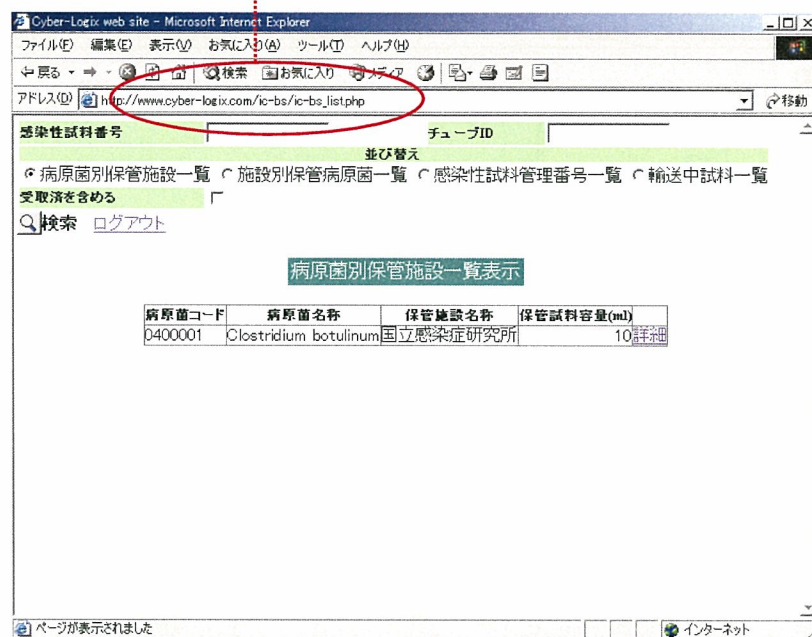 Cyber-Logix web site - Microsoft Internet Explorer
ファイル(F) 編集(E) 表示(V) お気に入り(A) ツール(T) ヘルプ(H)
戻る 検索 お気に入り メディア
アドレス(D) http://www.cyber-logix.com/ic-bs/ic-bs_list.php 移動
感染性試料番号 チューブID
並び替え
病原菌別保管施設一覧 施設別保管病原菌一覧 感染性試料管理番号一覧 輸送中試料一覧
受取済を含める
検索 ログアウト
病原菌別保管施設一覧表示
病原菌コード 病原菌名称 保管施設名称 保管試料容量(ml)
0400001 Clostridium botulinum 国立感染症研究所 10 詳細
ページが表示されました インターネット